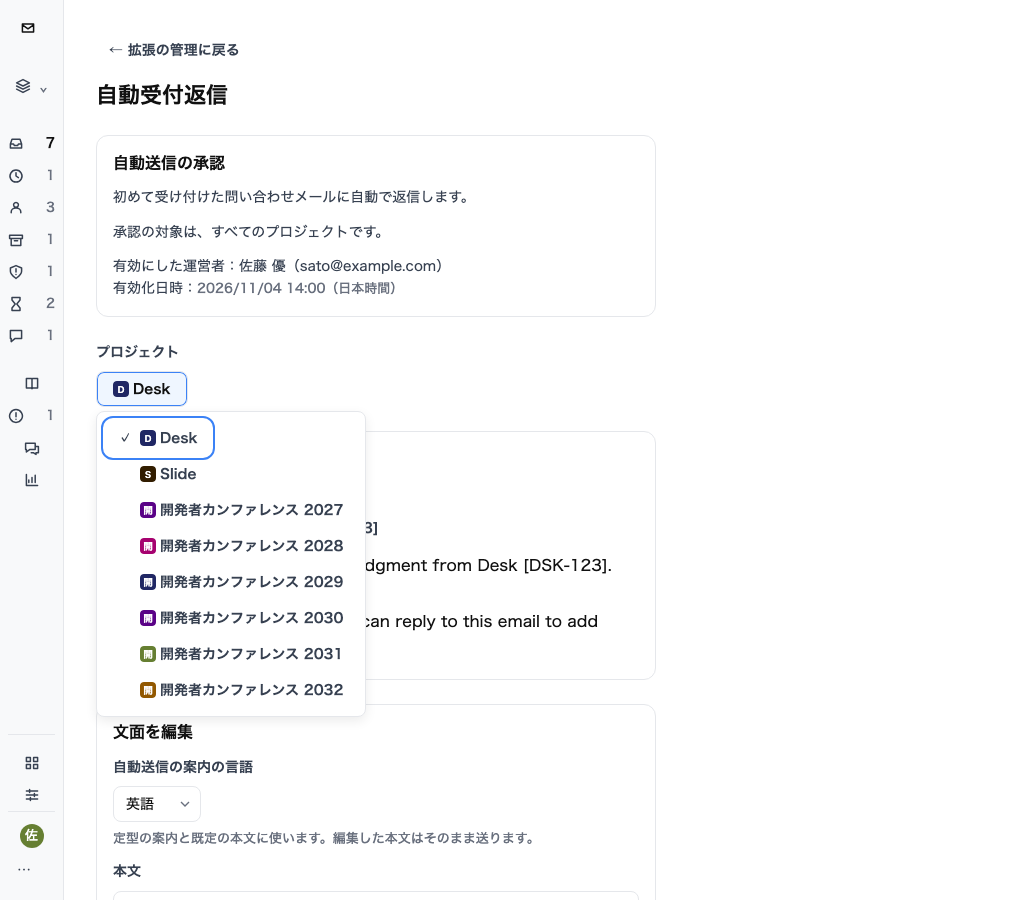 ← 拡張の管理に戻る
自動受付返信
7
1
3
1
1
2
1
1
自動送信の承認
初めて受け付けた問い合わせメールに自動で返信します。
承認の対象は、すべてのプロジェクトです。
有効にした運営者：佐藤 優（sato@example.com）
有効化日時：2026/11/04 14:00（日本時間）
プロジェクト
D Desk
✓ D Desk
S Slide
開 開発者カンファレンス 2027
開 開発者カンファレンス 2028
開 開発者カンファレンス 2029
開 開発者カンファレンス 2030
開 開発者カンファレンス 2031
開 開発者カンファレンス 2032
3]
dgment from Desk [DSK-123].
can reply to this email to add
文面を編集
自動送信の案内の言語
英語
定型の案内と既定の本文に使います。編集した本文はそのまま送ります。
本文
佐
…